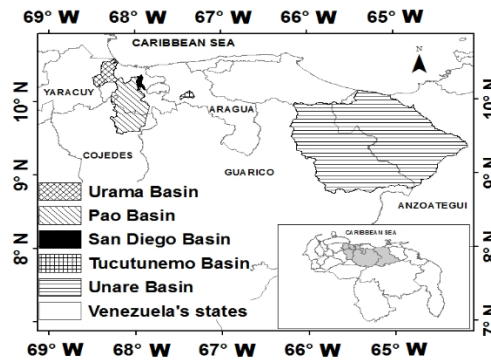 69° W 68° W 67° W 66° W 65° W
CARIBBEAN SEA
N
YARACUY
ARAGUA
10° N
10° N
COJEDES
GUARICO
9° N
9° N
ANZOATEGUI
Urama Basin
Pao Basin
San Diego Basin
Tucutunemo Basin
Unare Basin
Venezuela's states
CARIBBEAN SEA
8° N
8° N
7° N
69° W 68° W 67° W 66° W 65° W